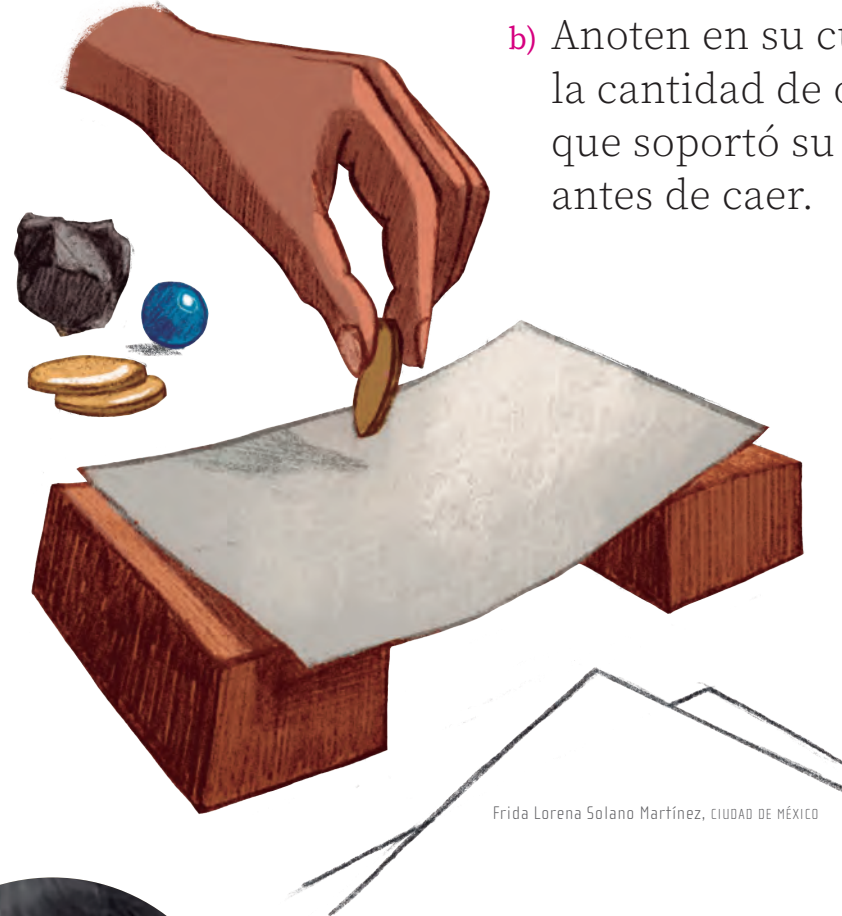 b) Anoten en su
la cantidad de
que soportó su
antes de caer.
Frida Lorena Solano Martínez, CIUDAD DE MÉXICO